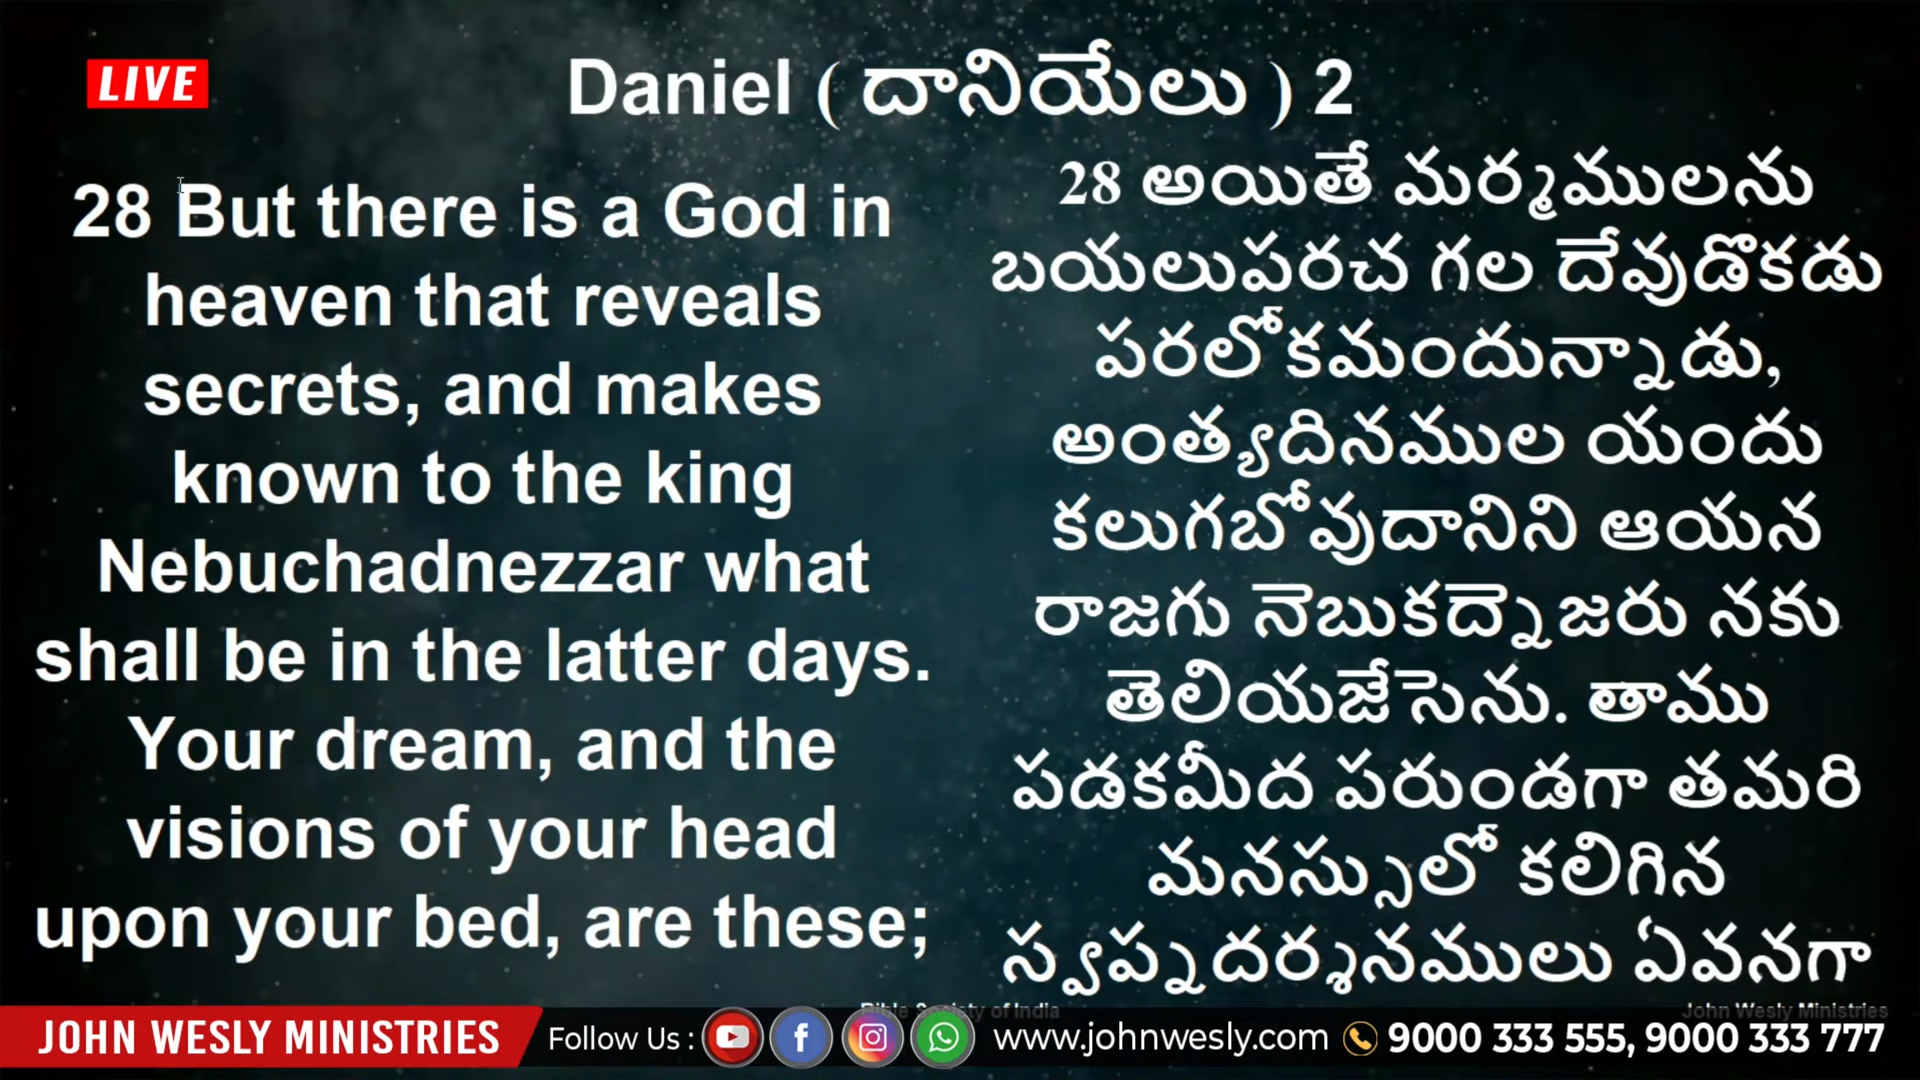 LIVE
Daniel ( దానియేలు ) 2
28 But there is a God in
heaven that reveals
secrets, and makes
known to the king
Nebuchadnezzar what
shall be in the latter days.
Your dream, and the
visions of your head
upon your bed, are these;
28 అయితే మర్మములను
బయలుపరచ గల దేవుడొకడు
పరలోకమందున్నాడు,
అంత్యదినముల యందు
కలుగబోవుదానిని ఆయన
రాజగు నెబుకద్నెజరు నకు
తెలియజేసెను. తాము
పడకమీద పరుండగా తమరి
మనస్సులో కలిగిన
స్వప్నదర్శనములు ఏవనగా
Bible Society of India
John Wesly Ministries
JOHN WESLY MINISTRIES
Follow Us :
www.johnwesly.com
9000 333 555, 9000 333 777